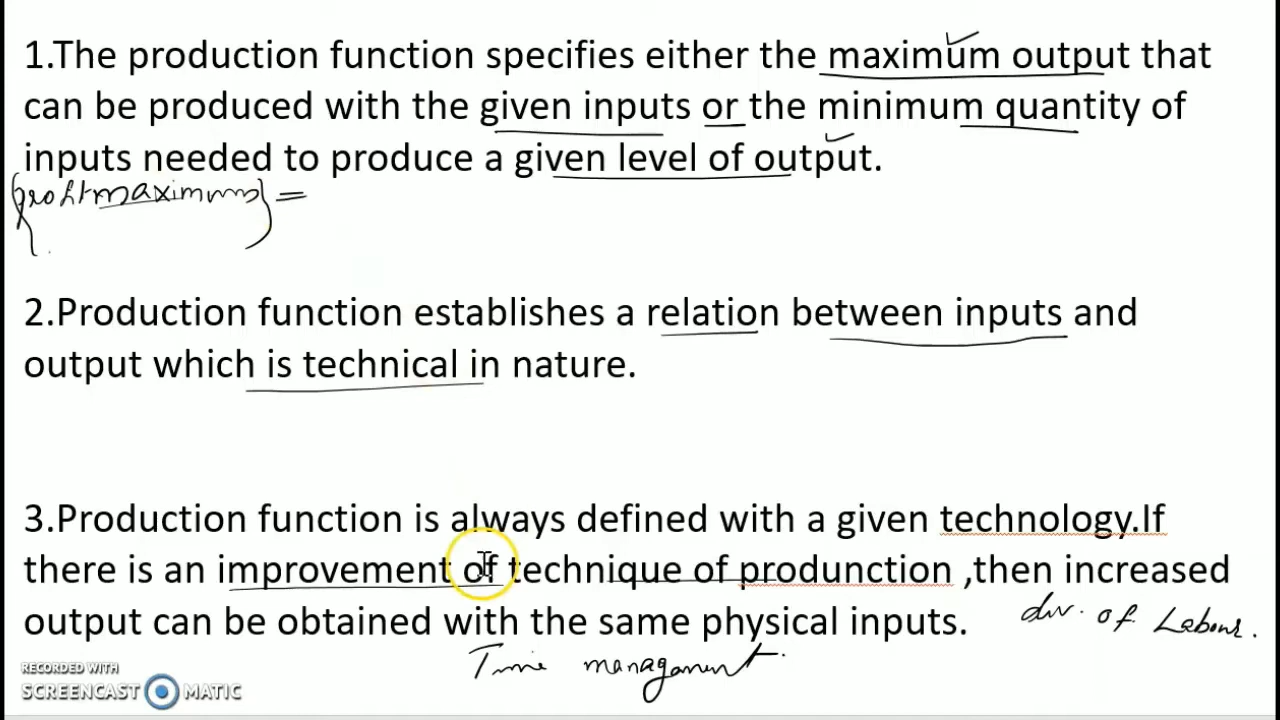 1.The production function specifies either the maximum output that
can be produced with the given inputs or the minimum quantity of
inputs needed to produce a given level of output.
{profit maximums} =
2.Production function establishes a relation between inputs and
output which is technical in nature.
3.Production function is always defined with a given technology.If
there is an improvement of technique of produnction ,then increased
output can be obtained with the same physical inputs.
div. of Labour.
Time managament.
RECORDED WITH
SCREENCAST MATIC